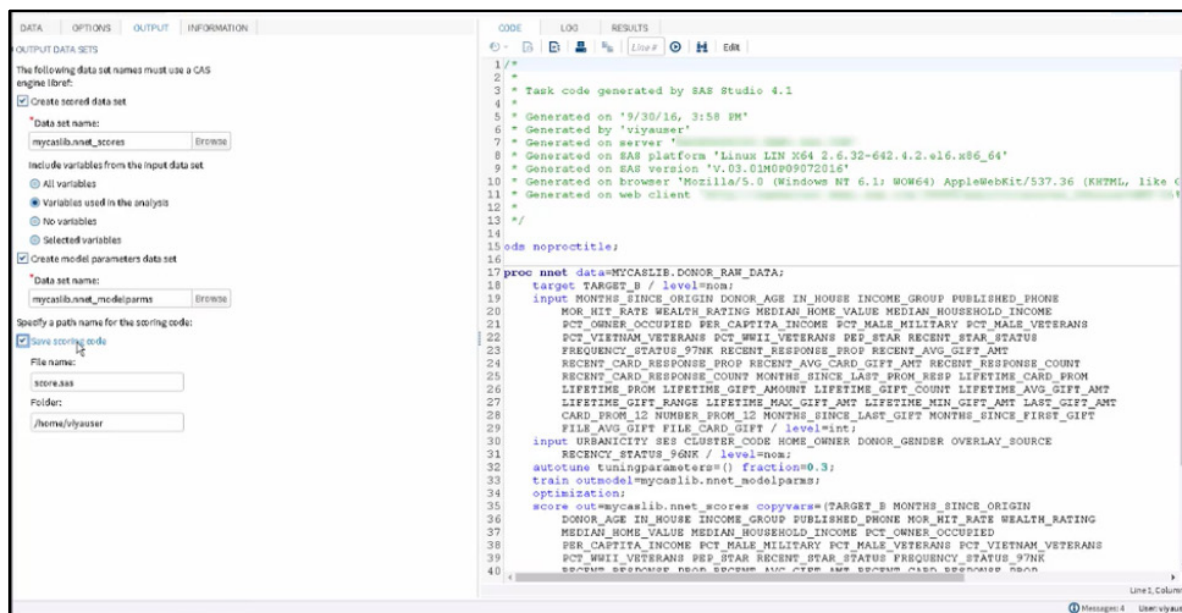 DATA OPTIONS OUTPUT INFORMATION
OUTPUT DATA SETS
The following data set names must use a CAS
engine libref:
Create scored data set
*Data set name:
mycaslib.nnet_scores Browse
Include variables from the input data set
All variables
Variables used in the analysis
No variables
Selected variables
Create model parameters data set
*Data set name:
mycaslib.nnet_modelparms Browse
Specify a path name for the scoring code:
Save scoring code
File name:
score.sas
Folder:
/home/viyauser
CODE LOG RESULTS
Line # Edit
1 /*
2 *
3 * Task code generated by SAS Studio 4.1
4 *
5 * Generated on '9/30/16, 3:58 PM'
6 * Generated by 'viyauser'
7 * Generated on server '
8 * Generated on SAS platform 'Linux LIN X64 2.6.32-642.4.2.el6.x86_64'
9 * Generated on SAS version 'V.03.01M0P09072016'
10 * Generated on browser 'Mozilla/5.0 (Windows NT 6.1; WOW64) AppleWebKit/537.36 (KHTML, like
11 * Generated on web client '
12 *
13 */
14
15 ods noproctitle;
16
17 proc nnet data=MYCASLIB.DONOR_RAW_DATA;
18 target TARGET_B / level=nom;
19 input MONTHS_SINCE_ORIGIN DONOR_AGE IN_HOUSE INCOME_GROUP PUBLISHED_PHONE
20 MOR_HIT_RATE WEALTH_RATING MEDIAN_HOME_VALUE MEDIAN_HOUSEHOLD_INCOME
21 PCT_OWNER_OCCUPIED PER_CAPTITA_INCOME PCT_MALE_MILITARY PCT_MALE_VETERANS
22 PCT_VIETNAM_VETERANS PCT_WWII_VETERANS PEP_STAR RECENT_STAR_STATUS
23 FREQUENCY_STATUS_97NK RECENT_RESPONSE_PROP RECENT_AVG_GIFT_AMT
24 RECENT_CARD_RESPONSE_PROP RECENT_AVG_CARD_GIFT_AMT RECENT_RESPONSE_COUNT
25 RECENT_CARD_RESPONSE_COUNT MONTHS_SINCE_LAST_PROM_RESP LIFETIME_CARD_PROM
26 LIFETIME_PROM LIFETIME_GIFT_AMOUNT LIFETIME_GIFT_COUNT LIFETIME_AVG_GIFT_AMT
27 LIFETIME_GIFT_RANGE LIFETIME_MAX_GIFT_AMT LIFETIME_MIN_GIFT_AMT LAST_GIFT_AMT
28 CARD_PROM_12 NUMBER_PROM_12 MONTHS_SINCE_LAST_GIFT MONTHS_SINCE_FIRST_GIFT
29 FILE_AVG_GIFT FILE_CARD_GIFT / level=int;
30 input URBANICITY SES CLUSTER_CODE HOME_OWNER DONOR_GENDER OVERLAY_SOURCE
31 RECENCY_STATUS_96NK / level=nom;
32 autotune tuningparameters=() fraction=0.3;
33 train outmodel=mycaslib.nnet_modelparms;
34 optimization;
35 score out=mycaslib.nnet_scores copyvars=(TARGET_B MONTHS_SINCE_ORIGIN
36 DONOR_AGE IN_HOUSE INCOME_GROUP PUBLISHED_PHONE MOR_HIT_RATE WEALTH_RATING
37 MEDIAN_HOME_VALUE MEDIAN_HOUSEHOLD_INCOME PCT_OWNER_OCCUPIED
38 PER_CAPTITA_INCOME PCT_MALE_MILITARY PCT_MALE_VETERANS PCT_VIETNAM_VETERANS
39 PCT_WWII_VETERANS PEP_STAR RECENT_STAR_STATUS FREQUENCY_STATUS_97NK
40 RECENT_RESPONSE_PROP RECENT_AVG_GIFT_AMT RECENT_CARD_RESPONSE_PROP
Line 1, Column
Messages: 4 User: viyaus